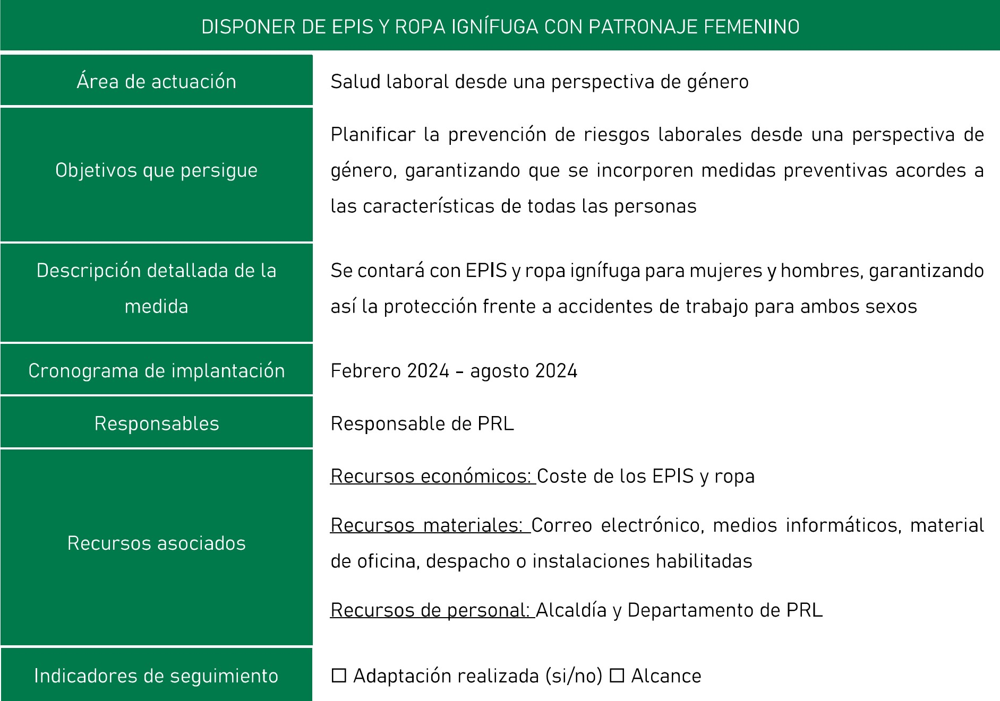 DISPONER DE EPIS Y ROPA IGNÍFUGA CON PATRONAJE FEMENINO
Área de actuación
Salud laboral desde una perspectiva de género
Objetivos que persigue
Planificar la prevención de riesgos laborales desde una perspectiva de
género, garantizando que se incorporen medidas preventivas acordes a
las características de todas las personas
Descripción detallada de la
medida
Se contará con EPIS y ropa ignífuga para mujeres y hombres, garantizando
así la protección frente a accidentes de trabajo para ambos sexos
Cronograma de implantación
Febrero 2024 – agosto 2024
Responsables
Responsable de PRL
Recursos asociados
Recursos económicos: Coste de los EPIS y ropa
Recursos materiales: Correo electrónico, medios informáticos, material
de oficina, despacho o instalaciones habilitadas
Recursos de personal: Alcaldía y Departamento de PRL
Indicadores de seguimiento
☐ Adaptación realizada (si/no) ☐ Alcance